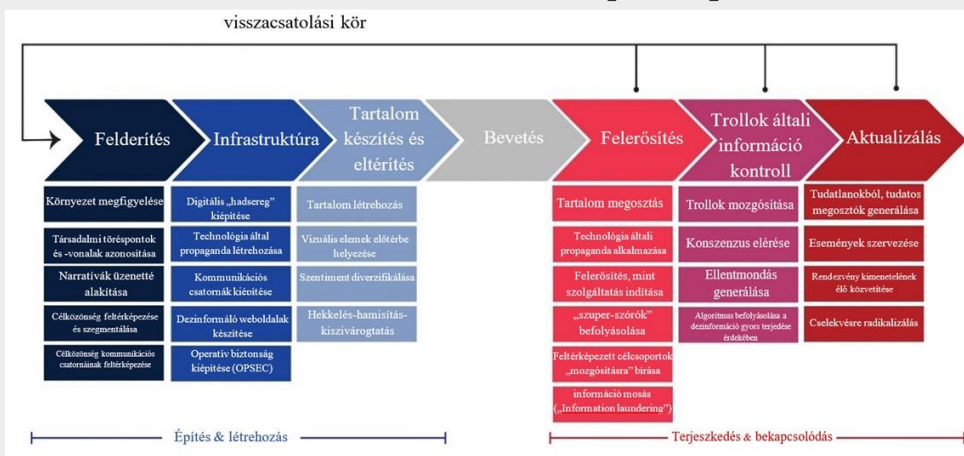 visszacsatolási kör
Felderítés
Infrastruktúra
Tartalom
készítés és
eltérítés
Bevetés
Felerősítés
Trollok általi
információ
kontroll
Aktualizálás
Környezet megfigyelése
Társadalmi töréspontok
és -vonalak azonosítása
Narratívák üzenetté
alakítása
Célközönség feltérképezése
és szegmentálása
Célközönség kommunikációs
csatornáinak feltérképezése
Digitális „hadsereg”
kiépítése
Technológia által
propaganda létrehozása
Kommunikációs
csatornák kiépítése
Dezinformáló weboldalak
készítése
Operatív biztonság
kiépítése (OPSEC)
Tartalom létrehozás
Vizuális elemek előtérbe
helyezése
Szentiment diverzifikálása
Hekkelés-hamisítás-
kiszivárogtatás
Tartalom megosztás
Technológia általi
propaganda alkalmazása
Felerősítés, mint
szolgáltatás indítása
„szuper-szórók”
befolyásolása
Feltérképezett célcsoportok
„mozgósításra” bírása
információ mosás
(„Information laundering”)
Trollok mozgósítása
Konszenzus elérése
Ellentmondás
generálása
Algoritmus befolyásolása a
dezinformáció gyors terjedése
érdekében
Tudatlanokból, tudatos
megosztók generálása
Események szervezése
Rendezvény kimenetelének
élő közvetítése
Cselekvésre radikalizálás
Építés & létrehozás
Terjeszkedés & bekapcsolódás